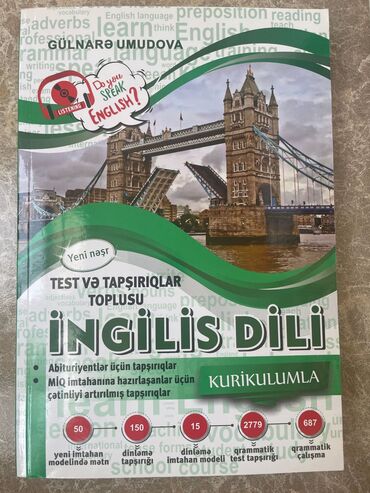 GÜLNARƏ UMUDOVA
LISTENING
Do you
SPEAK
ENGLISH?
Yeni nəşr
TEST VƏ TAPŞIRIQLAR
TOPLUSU
İNGİLİS DİLİ
• Abituriyentlər üçün tapşırıqlar
• MİQ imtahanına hazırlaşanlar üçün
çətinliyi artırılmış tapşırıqlar
KURİKULUMLA
50
yeni imtahan
modelində mətn
150
dinləmə
tapşırığı
15
dinləmə
imtahan modeli
2779
qrammatik
test tapşırığı
687
qrammatik
çalışma